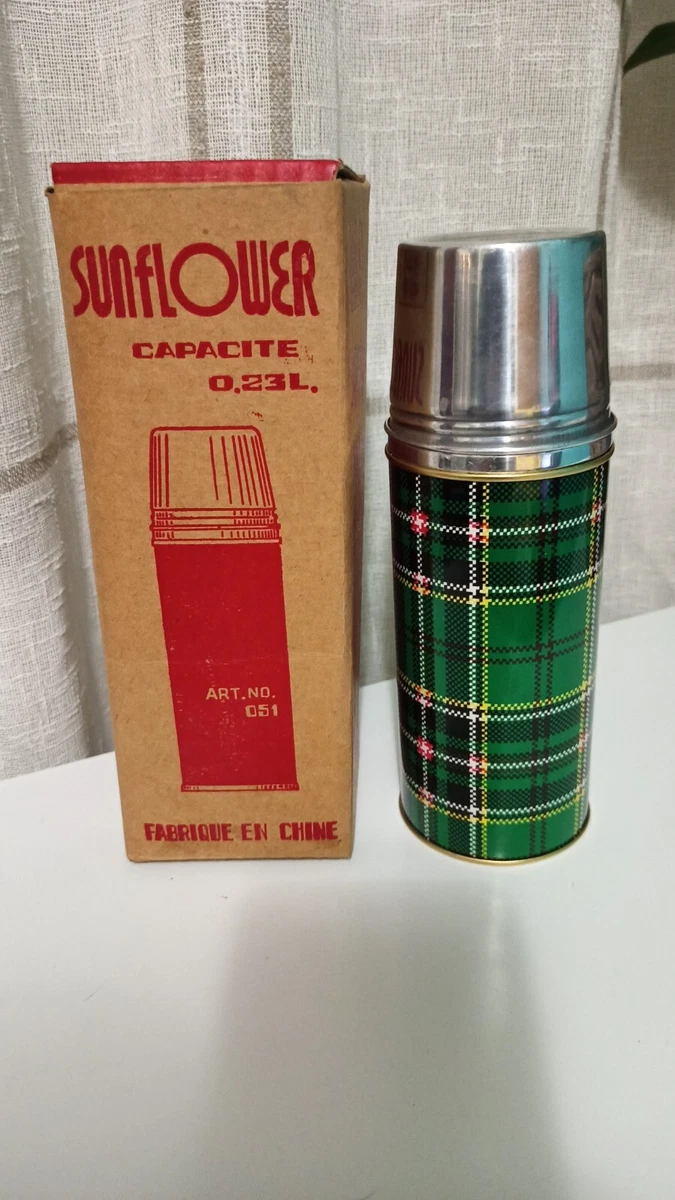 SUNFLOWER
CAPACITE
0.23L.
ART.NO.
051
FABRIQUE EN CHINE